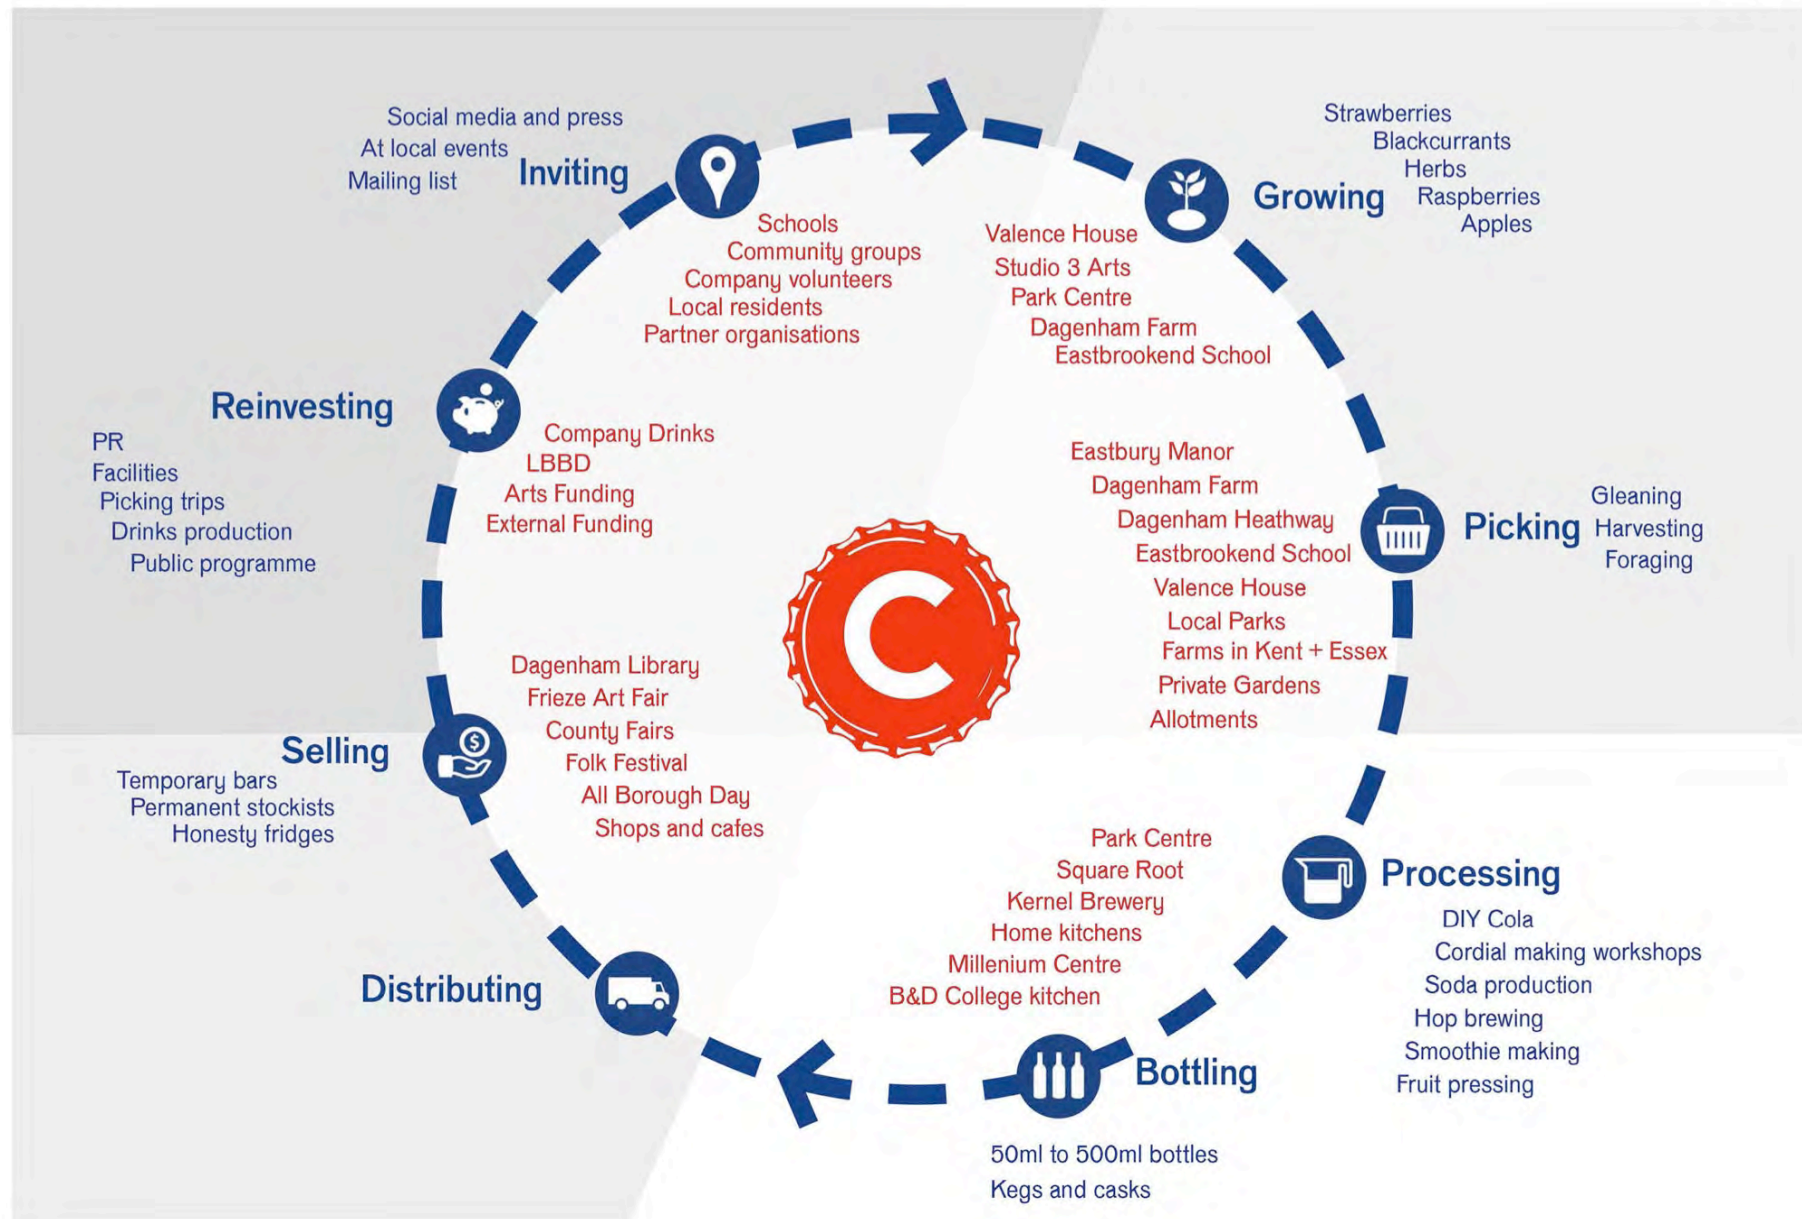 Social media and press
At local events
Mailing list
Inviting
Schools
Community groups
Company volunteers
Local residents
Partner organisations
Growing
Strawberries
Blackcurrants
Herbs
Raspberries
Apples
Valence House
Studio 3 Arts
Park Centre
Dagenham Farm
Eastbrookend School
Picking
Gleaning
Harvesting
Foraging
Eastbury Manor
Dagenham Farm
Dagenham Heathway
Eastbrookend School
Valence House
Local Parks
Farms in Kent + Essex
Private Gardens
Allotments
Processing
DIY Cola
Cordial making workshops
Soda production
Hop brewing
Smoothie making
Fruit pressing
Park Centre
Square Root
Kernel Brewery
Home kitchens
Millenium Centre
B&D College kitchen
Bottling
50ml to 500ml bottles
Kegs and casks
Distributing
Selling
Temporary bars
Permanent stockists
Honesty fridges
$
Dagenham Library
Frieze Art Fair
County Fairs
Folk Festival
All Borough Day
Shops and cafes
Reinvesting
PR
Facilities
Picking trips
Drinks production
Public programme
Company Drinks
LBBD
Arts Funding
External Funding
C